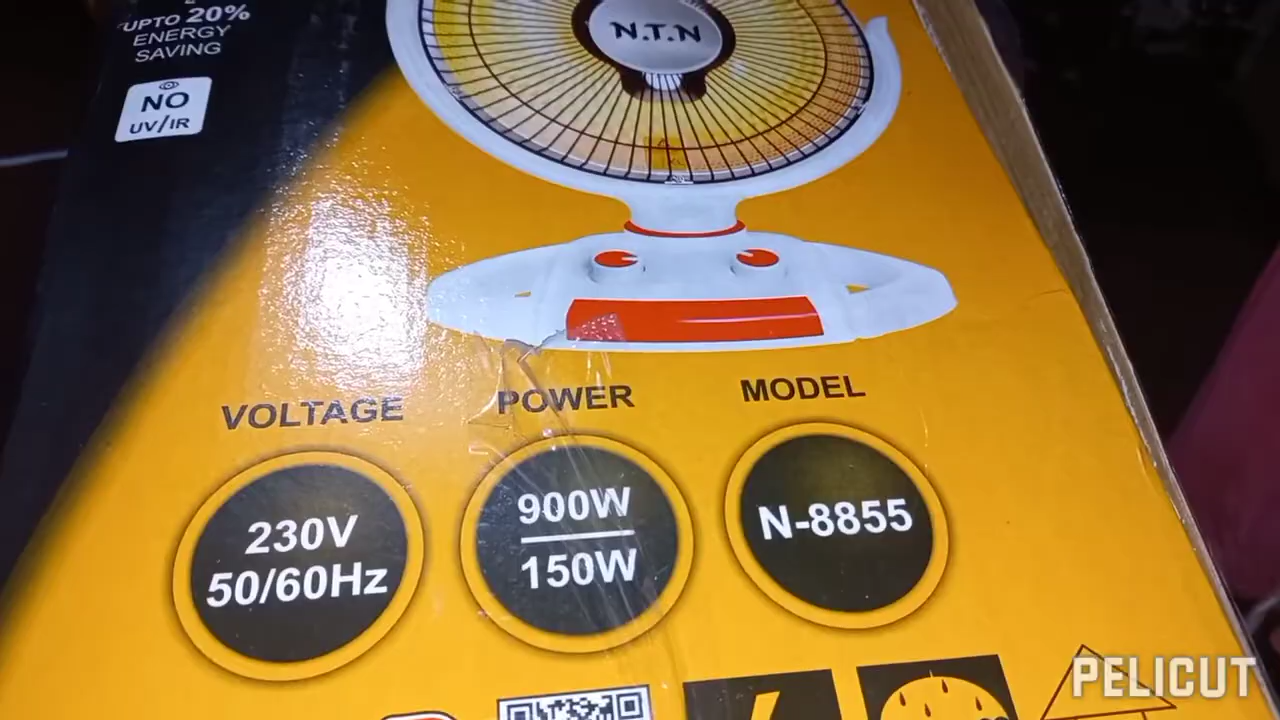 UPTO 20%
ENERGY
SAVING
NO
UV/IR
N.T.N
VOLTAGE
230V
50/60Hz
POWER
900W
150W
MODEL
N-8855
PELICUT